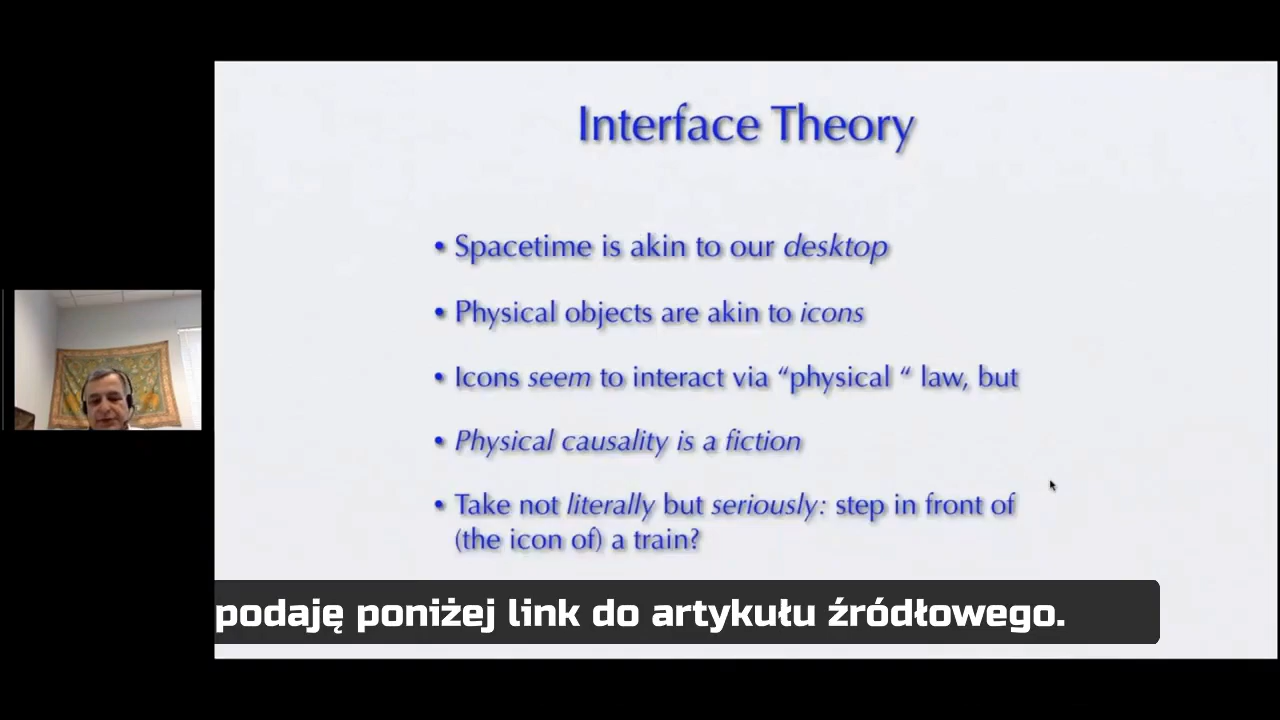 Interface Theory
• Spacetime is akin to our desktop
• Physical objects are akin to icons
• Icons seem to interact via “physical “ law, but
• Physical causality is a fiction
• Take not literally but seriously: step in front of
(the icon of) a train?
podaję poniżej link do artykułu źródłowego.